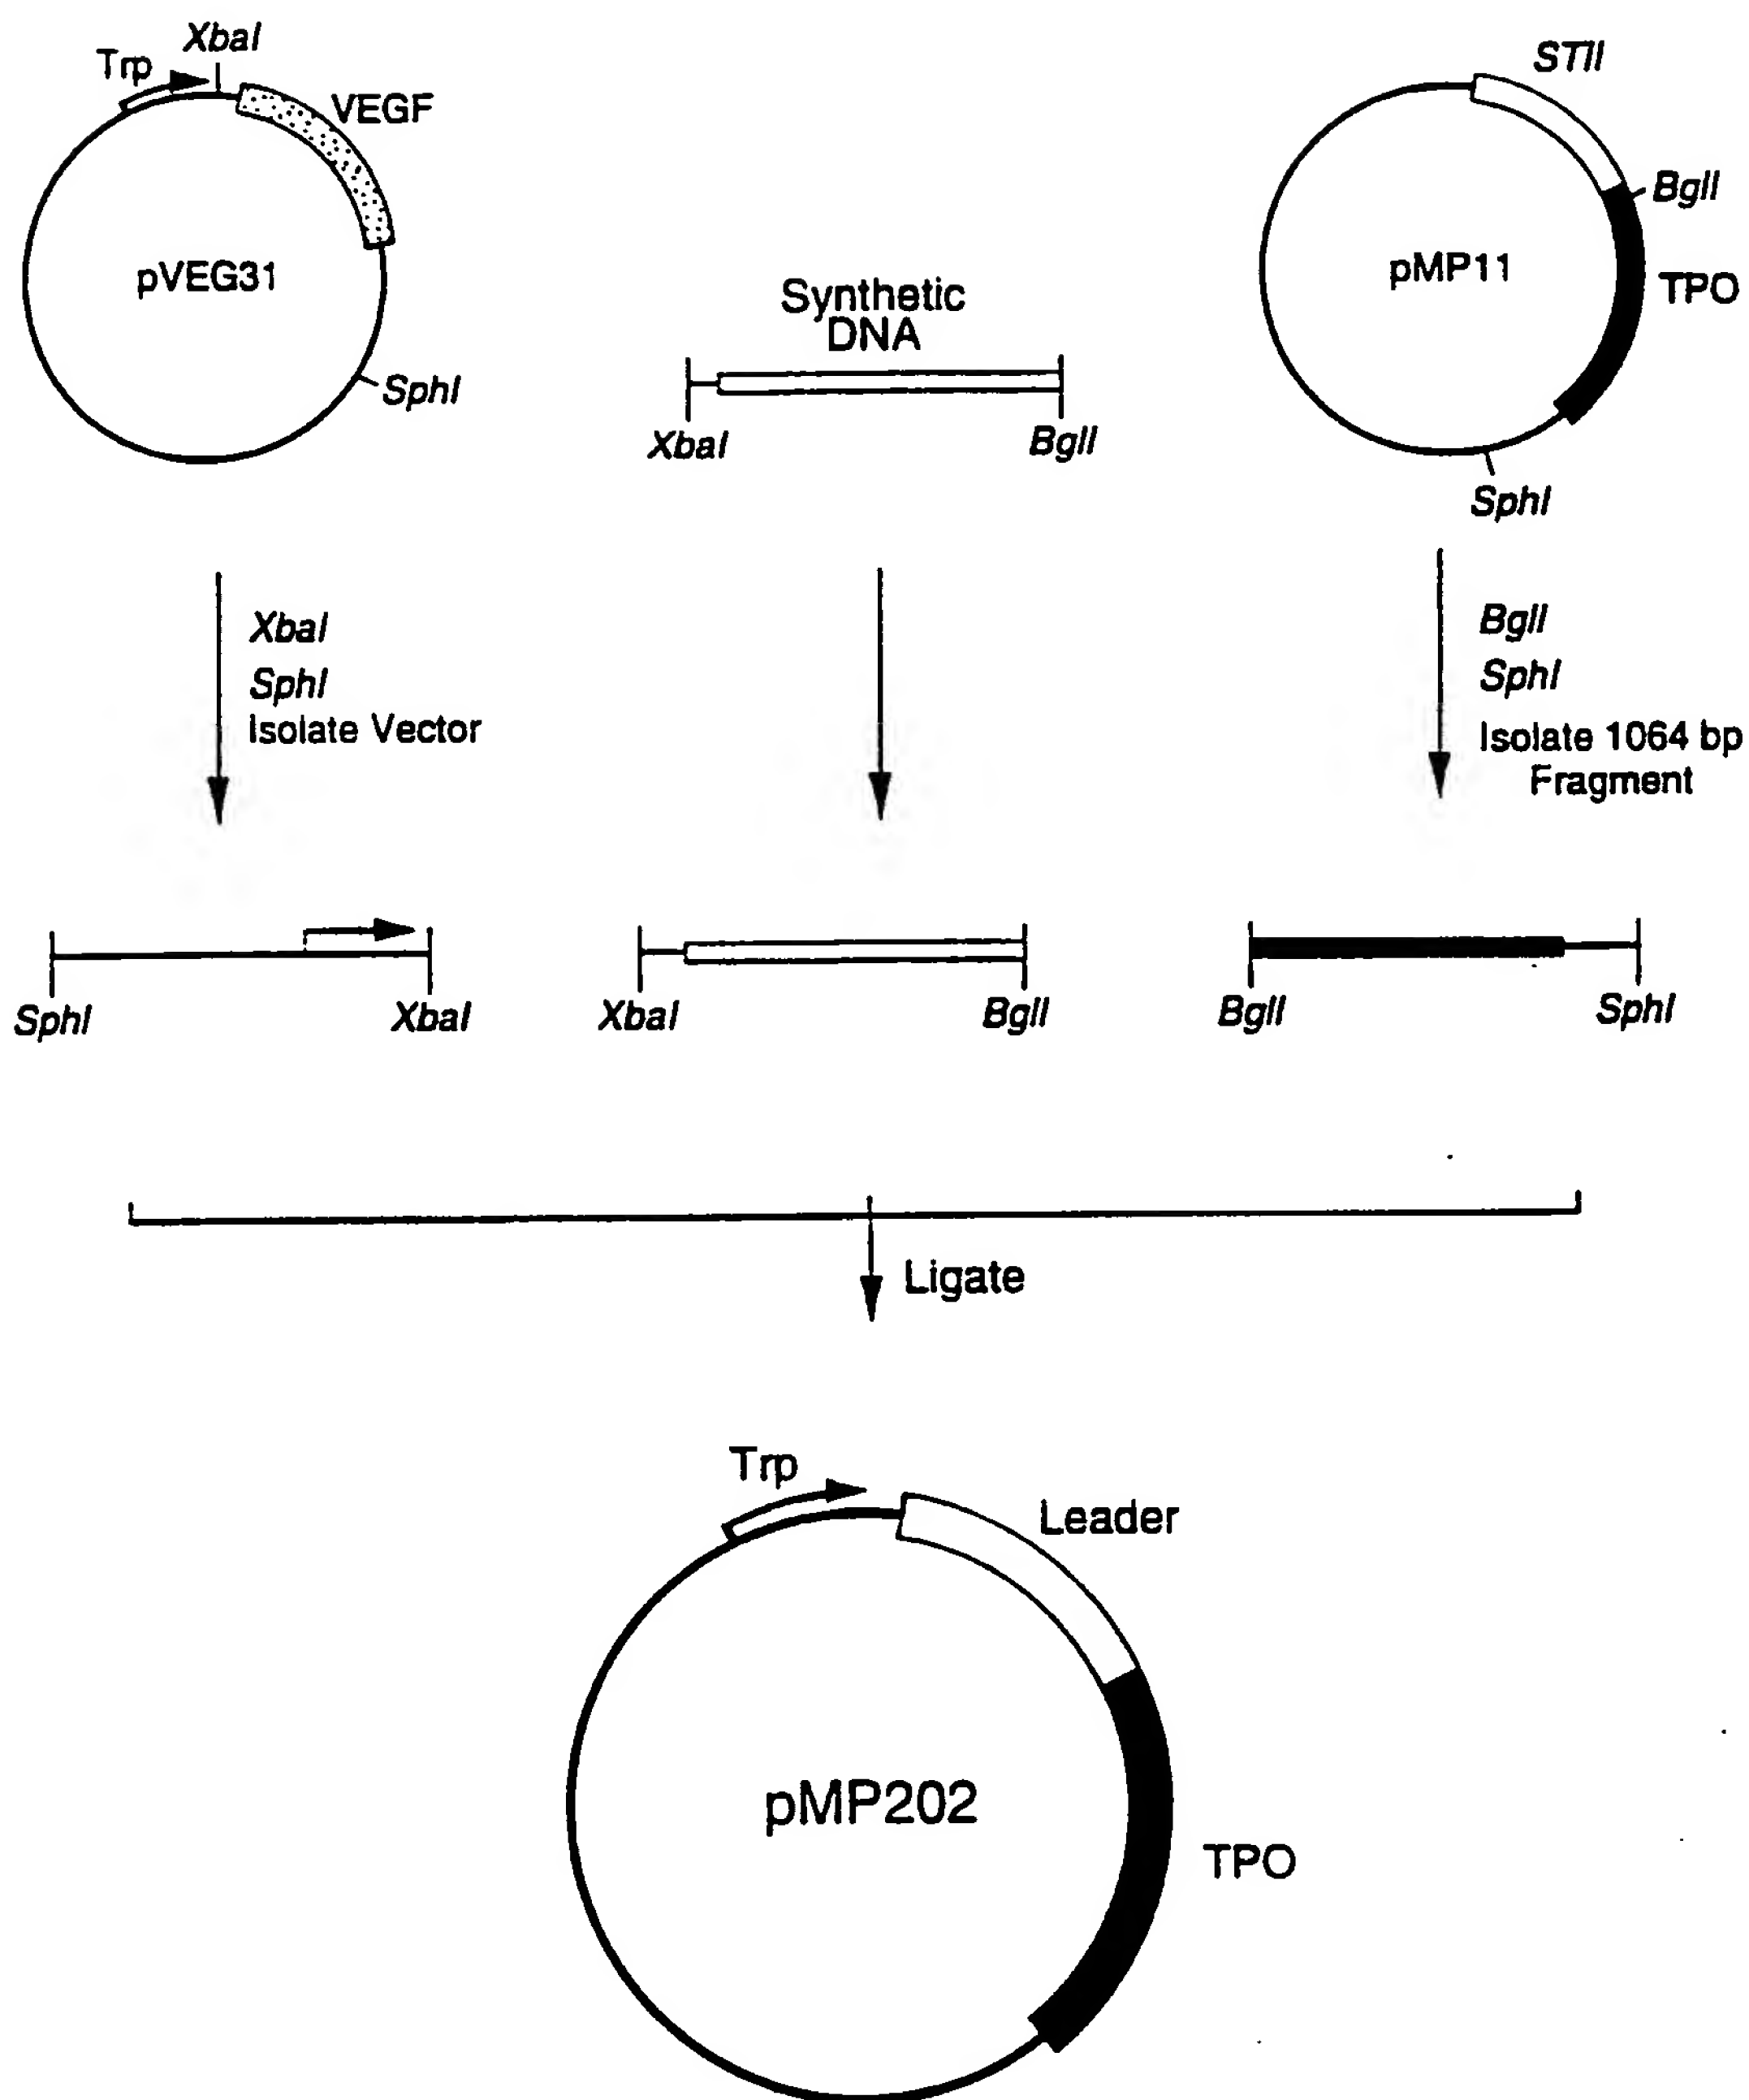 XbaI
Trp
VEGF
pVEG31
SphI
Synthetic
DNA
XbaI
BglI
STII
BglI
pMP11
TPO
SphI
XbaI
SphI
Isolate Vector
BglI
SphI
Isolate 1064 bp
Fragment
SphI
XbaI
XbaI
BglI
BglI
SphI
Ligate
Trp
Leader
pMP202
TPO